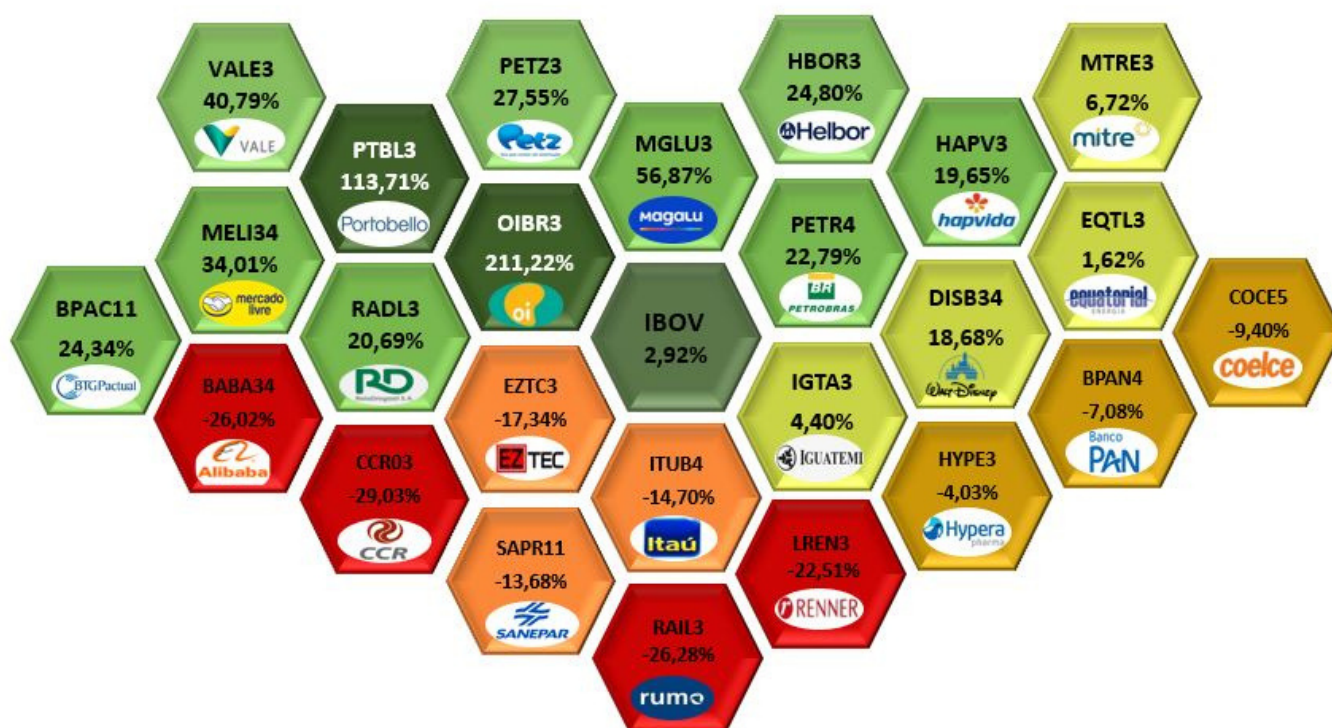 VALE3
40,79%
VALE
PTBL3
113,71%
Portobello
PETZ3
27,55%
Petz
MGLU3
56,87%
MAGALU
HBOR3
24,80%
Helbor
HAPV3
19,65%
hapvida
MTRE3
6,72%
mitre
MELI34
34,01%
mercado
livre
OIBR3
211,22%
oi
PETR4
22,79%
BR
PETROBRAS
EQTL3
1,62%
equatorial
ENERGIA
BPAC11
24,34%
BTGPactual
RADL3
20,69%
RD
IBOV
2,92%
DISB34
18,68%
WALT DISNEY
COCE5
-9,40%
coelce
BABA34
-26,02%
Alibaba
EZTC3
-17,34%
EZ TEC
IGTA3
4,40%
IGUATEMI
BPAN4
-7,08%
Banco
PAN
CCR03
-29,03%
CCR
ITUB4
-14,70%
Itaú
HYPE3
-4,03%
Hypera
pharma
SAPR11
-13,68%
SANEPAR
LREN3
-22,51%
RENNER
RAIL3
-26,28%
rumo